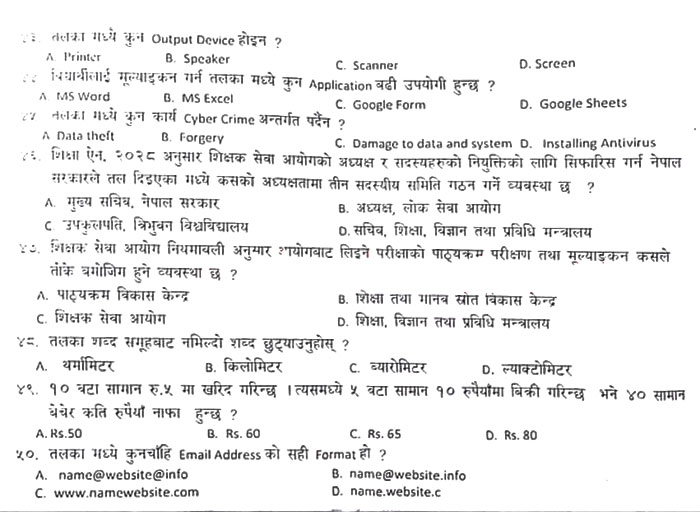 ४३. तलका मध्ये कुन Output Device होइन ?
A. Printer B. Speaker C. Scanner D. Screen
४४. विद्यार्थीलाई मूल्याङ्कन गर्न तलका मध्ये कुन Application बढी उपयोगी हुन्छ ?
A. MS Word B. MS Excel C. Google Form D. Google Sheets
४५. तलका मध्ये कुन कार्य Cyber Crime अन्तर्गत पर्दैन ?
A Data theft B. Forgery C. Damage to data and system D. Installing Antivirus
४६. शिक्षा ऐन, २०२८ अनुसार शिक्षक सेवा आयोगको अध्यक्ष र सदस्यहरुको नियुक्तिको लागि सिफारिस गर्न नेपाल
सरकारले तल दिइएका मध्ये कसको अध्यक्षतामा तीन सदस्यीय समिति गठन गर्ने व्यवस्था छ ?
A. मुख्य सचिव, नेपाल सरकार B. अध्यक्ष, लोक सेवा आयोग
C उपकुलपति, त्रिभुवन विश्वविद्यालय D. सचिव, शिक्षा, विज्ञान तथा प्रविधि मन्त्रालय
४७. शिक्षक सेवा आयोग नियमावली अनुसार आयोगबाट लिइने परीक्षाको पाठ्यक्रम परीक्षण तथा मूल्याङ्कन कसले
तोके बमोजिग हुने व्यवस्था छ ?
A. पाठ्यक्रम विकास केन्द्र B. शिक्षा तथा मानव स्रोत विकास केन्द्र
C. शिक्षक सेवा आयोग D. शिक्षा, विज्ञान तथा प्रविधि मन्त्रालय
४८. तलका शब्द समूहबाट नमिल्दो शब्द छुट्याउनुहोस् ?
A. थर्मामिटर B. किलोमिटर C. ब्यारोमिटर D. ल्याक्टोमिटर
४९. १० वटा सामान रु.५ मा खरिद गरिन्छ । त्यसमध्ये ५ वटा सामान १० रुपैयाँमा बिक्री गरिन्छ भने ४० सामान
बेचेर कति रुपैयाँ नाफा हुन्छ ?
A. Rs.50 B. Rs. 60 C. Rs. 65 D. Rs. 80
५०. तलका मध्ये कुनचाँहि Email Address को सही Format हो ?
A. name@website@info B. name@website.info
C. www.namewebsite.com D. name.website.c